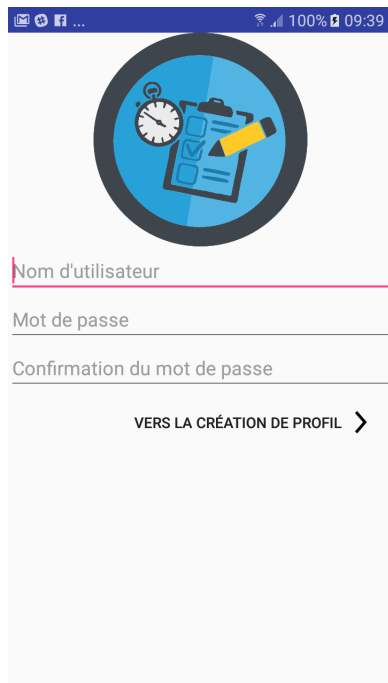 ... 100% 09:39
Nom d'utilisateur
Mot de passe
Confirmation du mot de passe
VERS LA CRÉATION DE PROFIL